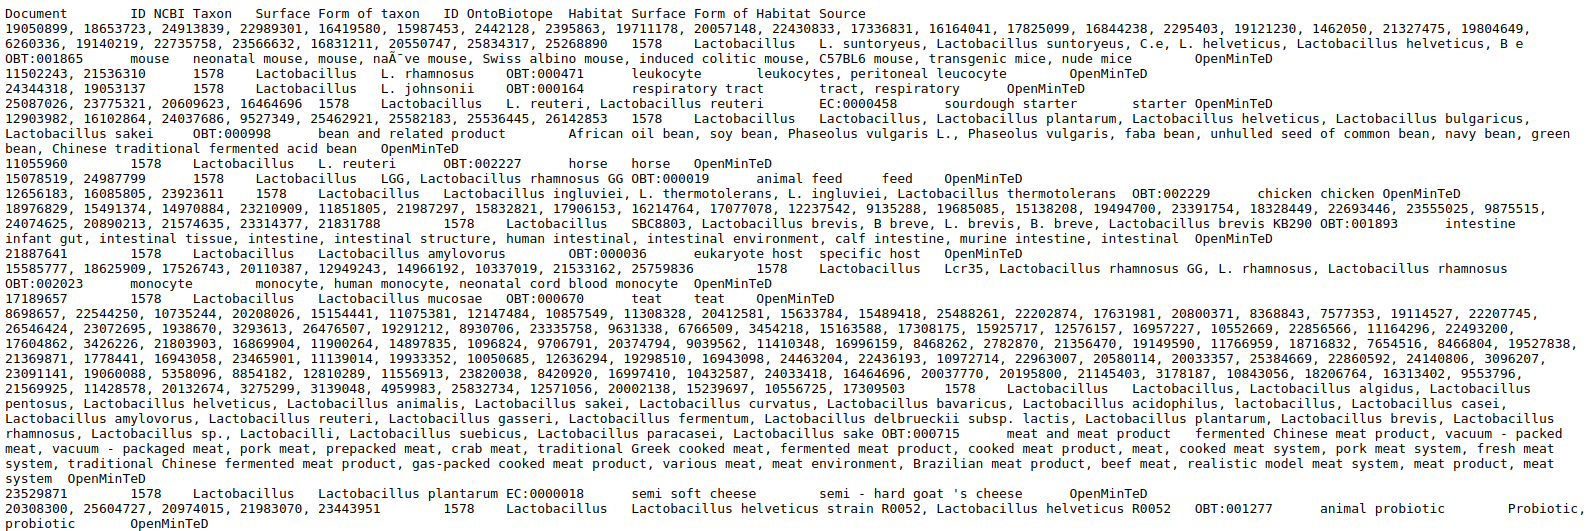 Document ID NCBI Taxon Surface Form of taxon ID OntoBiotope Habitat Surface Form of Habitat Source
19050899, 18653723, 24913839, 22989301, 16419580, 15987453, 2442128, 2395863, 19711178, 20057148, 22430833, 17336831, 16164041, 17825099, 16844238, 2295403, 19121230, 1462050, 21327475, 19804649,
6260336, 19140219, 22735758, 23566632, 16831211, 20550747, 25834317, 25268890 1578 Lactobacillus L. suntoryeus, Lactobacillus suntoryeus, C.e, L. helveticus, Lactobacillus helveticus, B e
OBT:001865 mouse neonatal mouse, mouse, naÃ¯ve mouse, Swiss albino mouse, induced colitic mouse, C57BL6 mouse, transgenic mice, nude mice OpenMinTeD
11502243, 21536310 1578 Lactobacillus L. rhamnosus OBT:000471 leukocyte leukocytes, peritoneal leucocyte OpenMinTeD
24344318, 19053137 1578 Lactobacillus L. johnsonii OBT:000164 respiratory tract tract, respiratory OpenMinTeD
25087026, 23775321, 20609623, 16464696 1578 Lactobacillus L. reuteri, Lactobacillus reuteri EC:0000458 sourdough starter starter OpenMinTeD
12903982, 16102864, 24037686, 9527349, 25462921, 25582183, 25536445, 26142853 1578 Lactobacillus Lactobacillus, Lactobacillus plantarum, Lactobacillus helveticus, Lactobacillus bulgaricus,
Lactobacillus sakei OBT:000998 bean and related product African oil bean, soy bean, Phaseolus vulgaris L., Phaseolus vulgaris, faba bean, unhulled seed of common bean, navy bean, green
bean, Chinese traditional fermented acid bean OpenMinTeD
11055960 1578 Lactobacillus L. reuteri OBT:002227 horse horse OpenMinTeD
15078519, 24987799 1578 Lactobacillus LGG, Lactobacillus rhamnosus GG OBT:000019 animal feed feed OpenMinTeD
12656183, 16085805, 23923611 1578 Lactobacillus Lactobacillus ingluviei, L. thermotolerans, L. ingluviei, Lactobacillus thermotolerans OBT:002229 chicken chicken OpenMinTeD
18976829, 15491374, 14970884, 23210909, 11851805, 21987297, 15832821, 17906153, 16214764, 17077078, 12237542, 9135288, 19685085, 15138208, 19494700, 23391754, 18328449, 22693446, 23555025, 9875515,
24074625, 20890213, 21574635, 23314377, 21831788 1578 Lactobacillus SBC8803, Lactobacillus brevis, B breve, L. brevis, B. breve, Lactobacillus brevis KB290 OBT:001893 intestine
infant gut, intestinal tissue, intestine, intestinal structure, human intestinal, intestinal environment, calf intestine, murine intestine, intestinal OpenMinTeD
21887641 1578 Lactobacillus Lactobacillus amylovorus OBT:000036 eukaryote host specific host OpenMinTeD
15585777, 18625909, 17526743, 20110387, 12949243, 14966192, 10337019, 21533162, 25759836 1578 Lactobacillus Lcr35, Lactobacillus rhamnosus GG, L. rhamnosus, Lactobacillus rhamnosus
OBT:002023 monocyte monocyte, human monocyte, neonatal cord blood monocyte OpenMinTeD
17189657 1578 Lactobacillus Lactobacillus mucosae OBT:000670 teat teat OpenMinTeD
8698657, 22544250, 10735244, 20208026, 15154441, 11075381, 12147484, 10857549, 11308328, 20412581, 15633784, 15489418, 25488261, 22202874, 17631981, 20800371, 8368843, 7577353, 19114527, 22207745,
26546424, 23072695, 1938670, 3293613, 26476507, 19291212, 8930706, 23335758, 9631338, 6766509, 3454218, 15163588, 17308175, 15925717, 12576157, 16957227, 10552669, 22856566, 11164296, 22493200,
17604862, 3426226, 21803903, 16869904, 11900264, 14897835, 1096824, 9706791, 20374794, 9039562, 11410348, 16996159, 8468262, 2782870, 21356470, 19149590, 11766959, 18716832, 7654516, 8466804, 19527838,
21369871, 1778441, 16943058, 23465901, 11139014, 19933352, 10050685, 12636294, 19298510, 16943098, 24463204, 22436193, 10972714, 22963007, 20580114, 20033357, 25384669, 22860592, 24140806, 3096207,
23091141, 19060088, 5358096, 8854182, 12810289, 11556913, 23820038, 8420920, 16997410, 10432587, 24033418, 16464696, 20037770, 20195800, 21145403, 3178187, 10843056, 18206764, 16313402, 9553796,
21569925, 11428578, 20132674, 3275299, 3139048, 4959983, 25832734, 12571056, 20002138, 15239697, 10556725, 17309503 1578 Lactobacillus Lactobacillus, Lactobacillus algidus, Lactobacillus
pentosus, Lactobacillus helveticus, Lactobacillus animalis, Lactobacillus sakei, Lactobacillus curvatus, Lactobacillus bavaricus, Lactobacillus acidophilus, lactobacillus, Lactobacillus casei,
Lactobacillus amylovorus, Lactobacillus reuteri, Lactobacillus gasseri, Lactobacillus fermentum, Lactobacillus delbrueckii subsp. lactis, Lactobacillus plantarum, Lactobacillus brevis, Lactobacillus
rhamnosus, Lactobacillus sp., Lactobacilli, Lactobacillus suebicus, Lactobacillus paracasei, Lactobacillus sake OBT:000715 meat and meat product fermented Chinese meat product, vacuum - packed
meat, vacuum - packaged meat, pork meat, prepacked meat, crab meat, traditional Greek cooked meat, fermented meat product, cooked meat product, meat, cooked meat system, pork meat system, fresh meat
system, traditional Chinese fermented meat product, gas-packed cooked meat product, various meat, meat environment, Brazilian meat product, beef meat, realistic model meat system, meat product, meat
system OpenMinTeD
23529871 1578 Lactobacillus Lactobacillus plantarum EC:0000018 semi soft cheese semi - hard goat 's cheese OpenMinTeD
20308300, 25604727, 20974015, 21983070, 23443951 1578 Lactobacillus Lactobacillus helveticus strain R0052, Lactobacillus helveticus R0052 OBT:001277 animal probiotic Probiotic,
probiotic OpenMinTeD